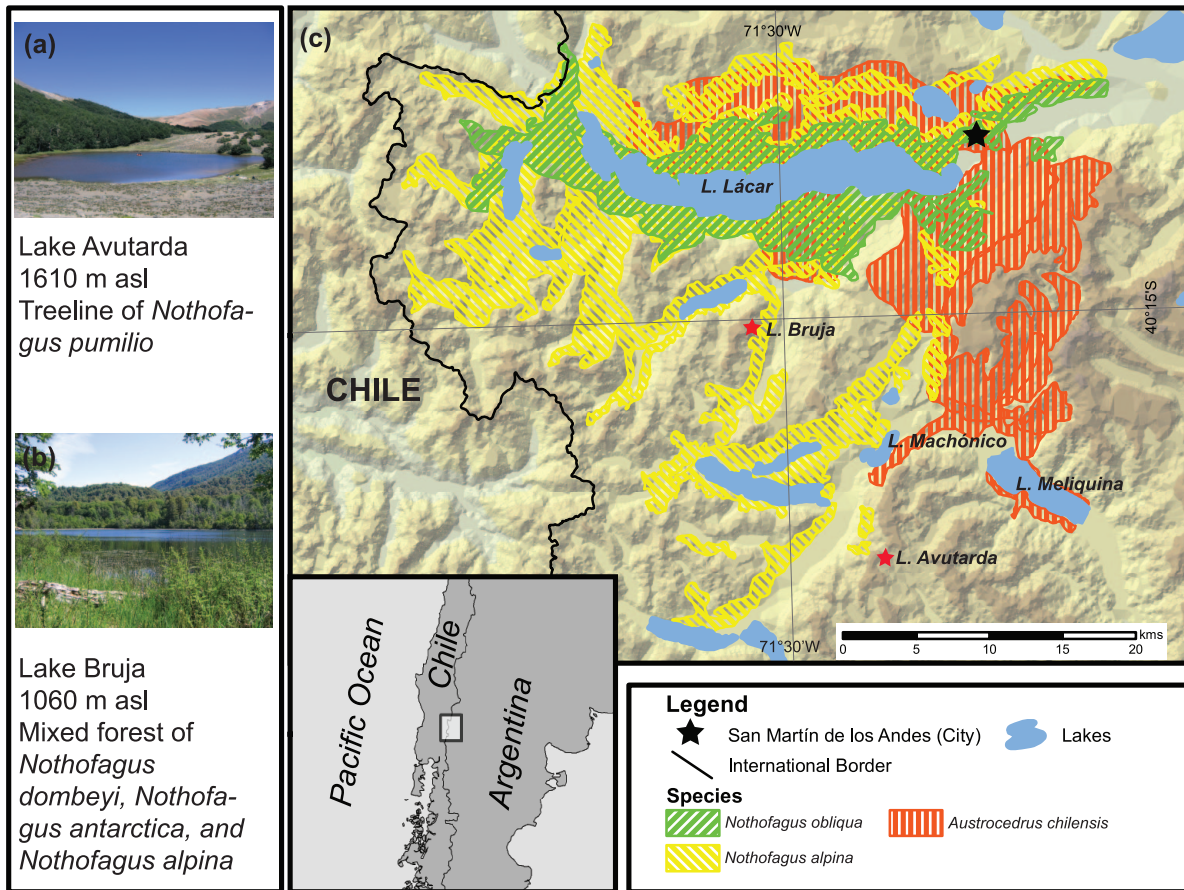 (a)
Lake Avutarda
1610 m asl
Treeline of Nothofa-
gus pumilio
(b)
Lake Bruja
1060 m asl
Mixed forest of
Nothofagus
dombeyi, Nothofa-
gus antarctica, and
Nothofagus alpina
(c)
71°30'W
L. Lácar
40°15'S
L. Bruja
CHILE
L. Machónico
L. Meliquina
L. Avutarda
71°30'W
kms
0 5 10 15 20
Pacific Ocean
Chile
Argentina
Legend
San Martín de los Andes (City)
Lakes
International Border
Species
Nothofagus obliqua
Austrocedrus chilensis
Nothofagus alpina